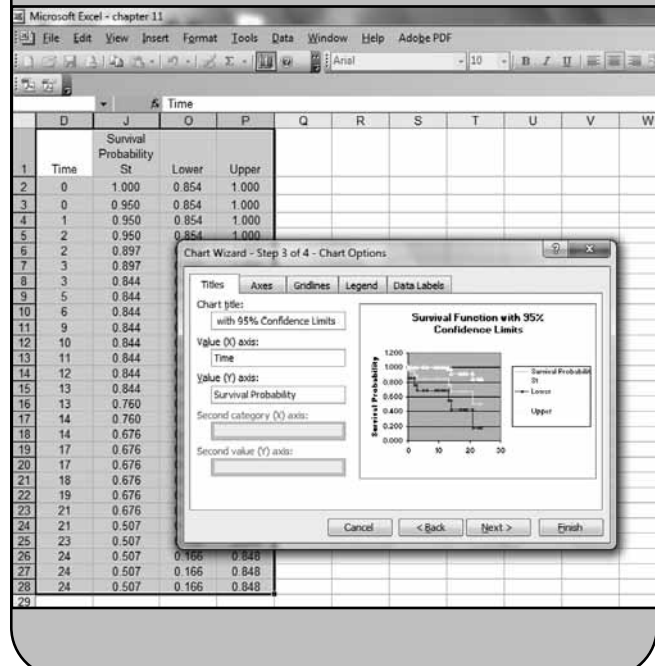 Microsoft Excel - chapter 11
File Edit View Insert Format Tools Data Window Help Adobe PDF
Arial 10 B I U
fx Time
D J O P Q R S T U V W
1 Time Survival Probability St Lower Upper
2 0 1.000 0.854 1.000
3 0 0.950 0.854 1.000
4 1 0.950 0.854 1.000
5 2 0.950 0.854 1.000
6 2 0.897
7 3 0.897
8 3 0.844
9 5 0.844
10 6 0.844
11 9 0.844
12 10 0.844
13 11 0.844
14 12 0.844
15 13 0.844
16 13 0.760
17 14 0.760
18 14 0.676
19 17 0.676
20 17 0.676
21 18 0.676
22 19 0.676
23 21 0.676
24 21 0.507
25 23 0.507
26 24 0.507 0.166 0.848
27 24 0.507 0.166 0.848
28 24 0.507 0.166 0.848
29
Chart Wizard - Step 3 of 4 - Chart Options
Titles Axes Gridlines Legend Data Labels
Chart title:
with 95% Confidence Limits
Value (X) axis:
Time
Value (Y) axis:
Survival Probability
Second category (X) axis:
Second value (Y) axis:
Survival Function with 95%
Confidence Limits
Survival Probability
1.200
1.000
0.800
0.600
0.400
0.200
0.000
0 10 20 30
Survival Probability
St
Lower
Upper
Cancel < Back Next > Finish